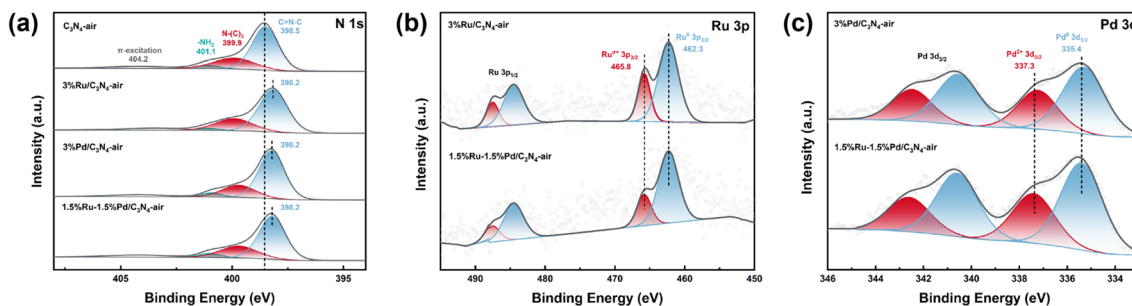 (a)
N 1s
C₃N₄-air
C=N-C
398.5
N-(C)₃
399.9
-NH₂
401.1
π-excitation
404.2
3%Ru/C₃N₄-air
398.2
3%Pd/C₃N₄-air
398.2
1.5%Ru-1.5%Pd/C₃N₄-air
398.2
Intensity (a.u.)
405
400
395
Binding Energy (eV)
(b)
Ru 3p
3%Ru/C₃N₄-air
Ru⁰ 3p₃/₂
462.3
Ruᵟ⁺ 3p₃/₂
465.8
Ru 3p₁/₂
1.5%Ru-1.5%Pd/C₃N₄-air
Intensity (a.u.)
490
480
470
460
450
Binding Energy (eV)
(c)
Pd 3d
3%Pd/C₃N₄-air
Pd⁰ 3d₅/₂
335.4
Pd²⁺ 3d₅/₂
337.3
Pd 3d₃/₂
1.5%Ru-1.5%Pd/C₃N₄-air
Intensity (a.u.)
346
344
342
340
338
336
334
Binding Energy (eV)